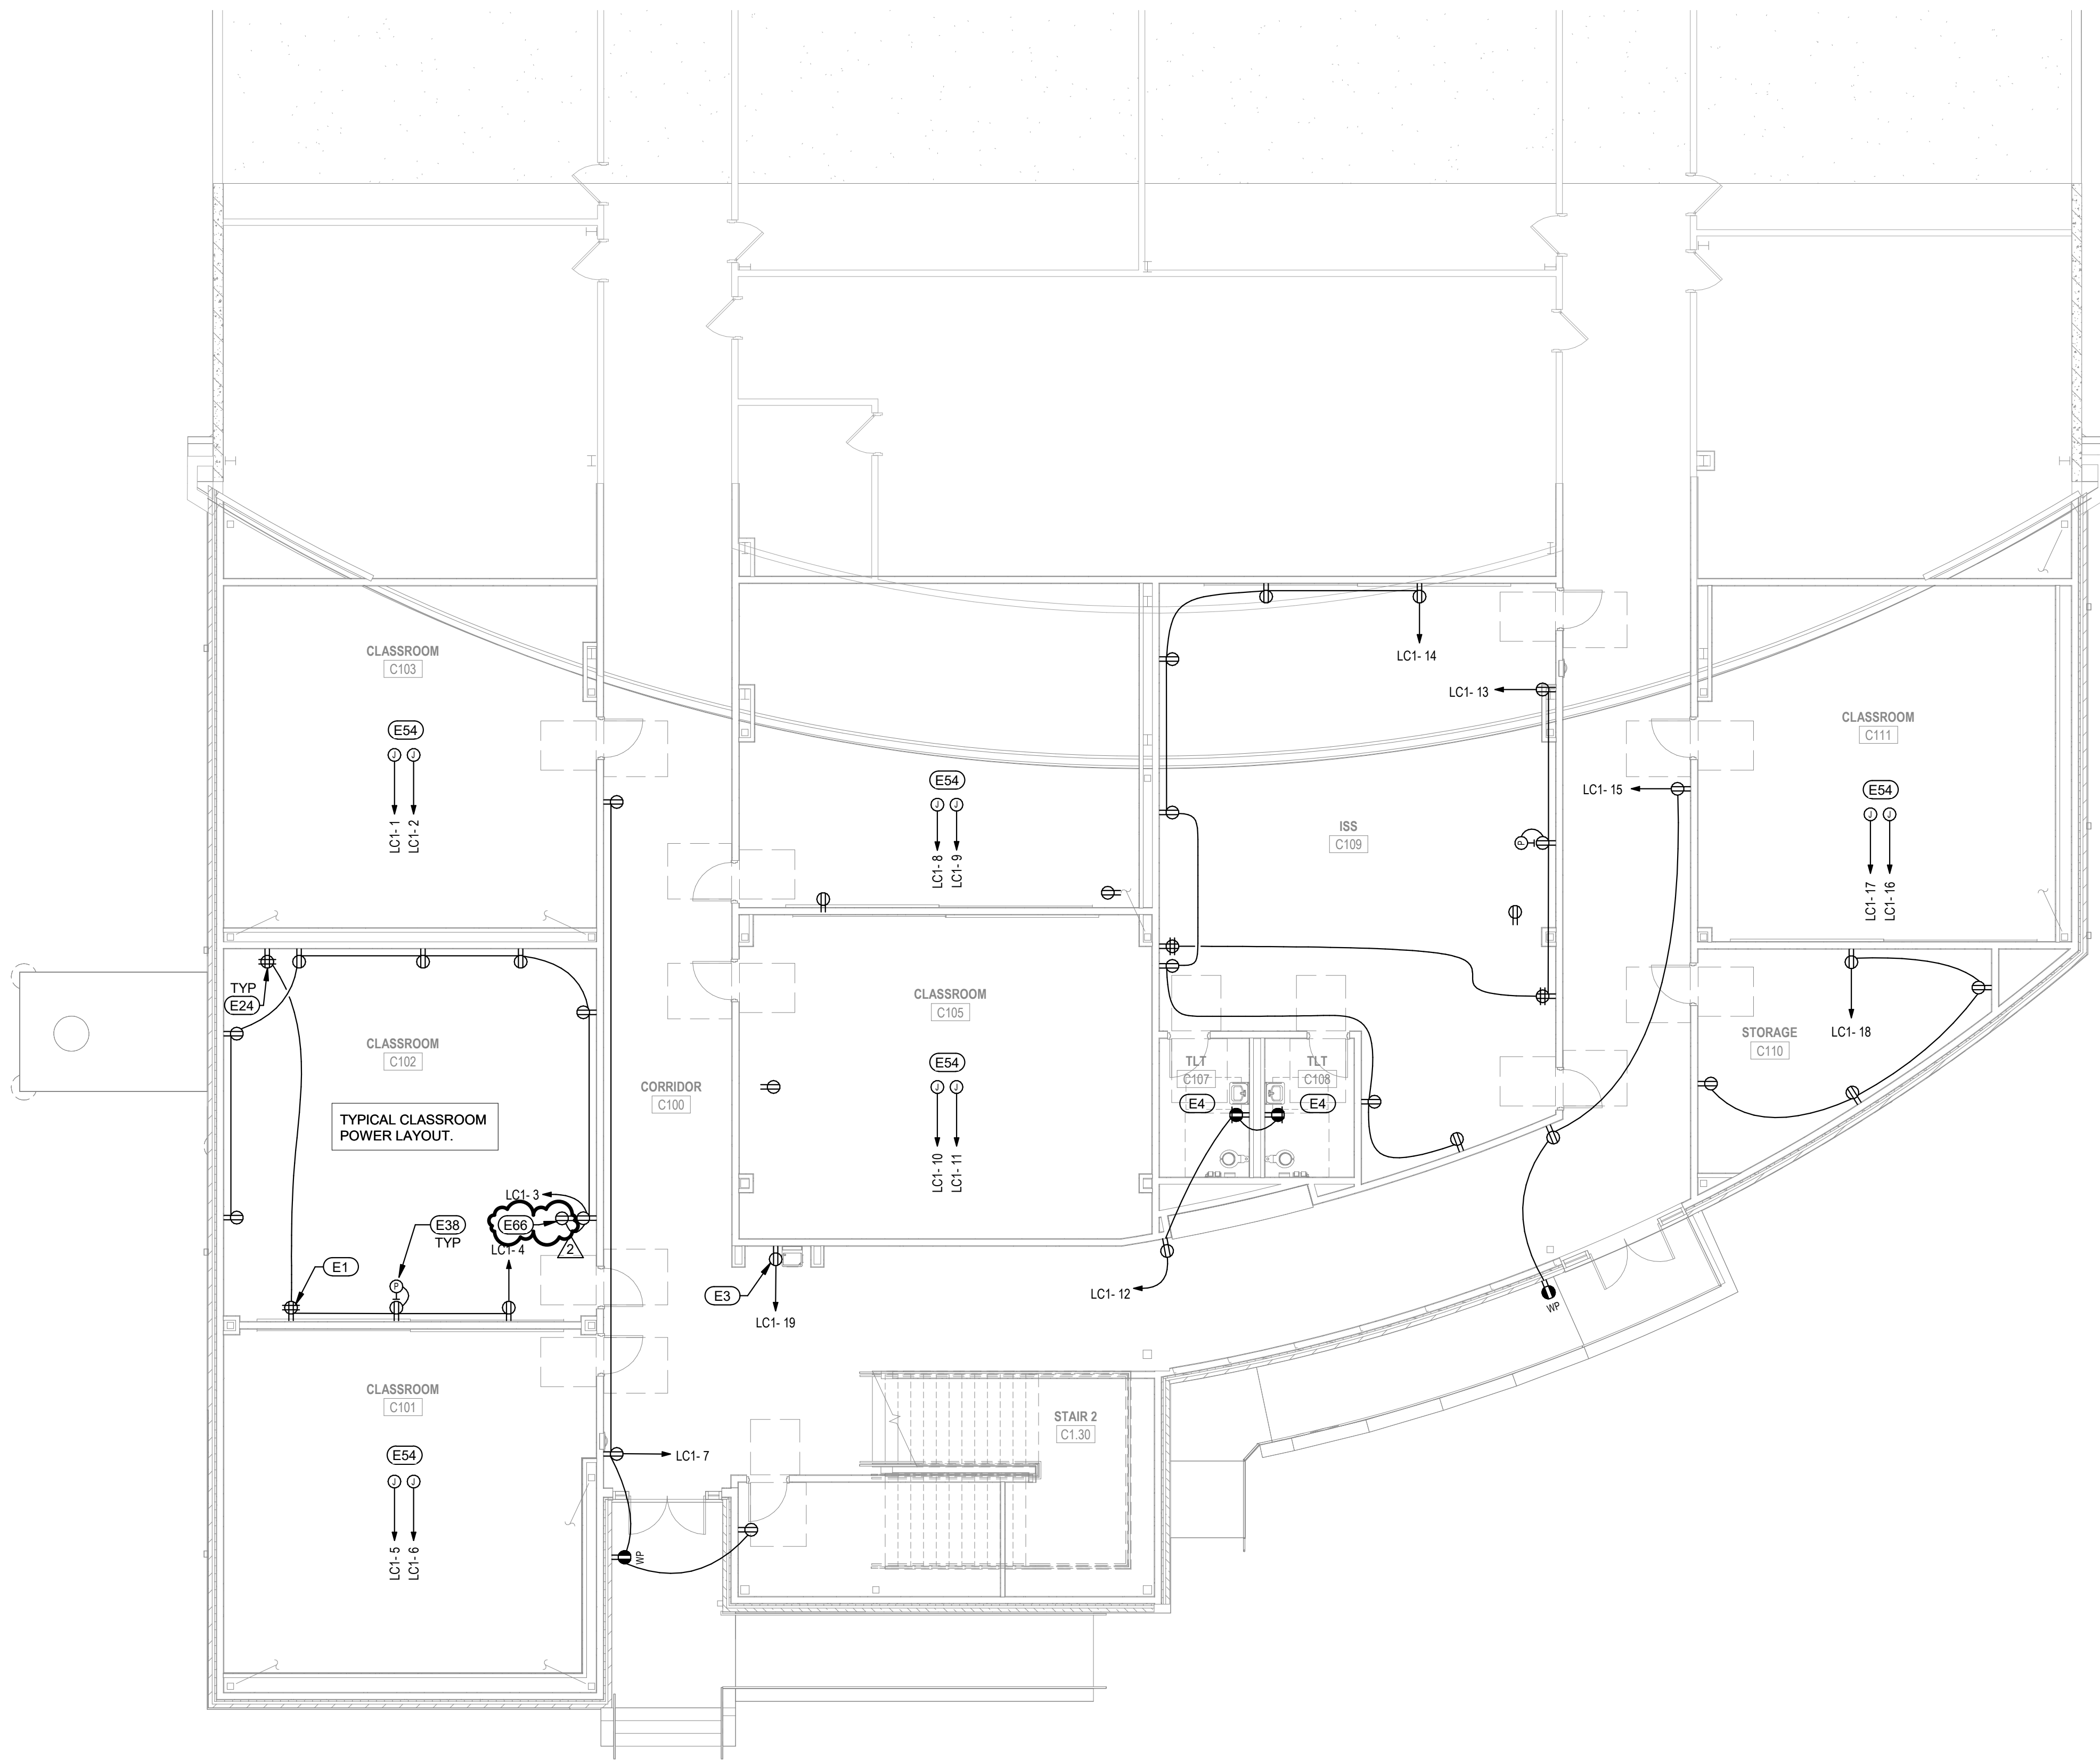 CLASSROOM
C103
E54
J J
LC1- 1
LC1- 2
LC1- 14
LC1- 13
CLASSROOM
C111
E54
J J
LC1- 17
LC1- 16
LC1- 15
E54
J J
LC1- 8
LC1- 9
ISS
C109
P
TYP
E24
CLASSROOM
C102
TYPICAL CLASSROOM
POWER LAYOUT.
CORRIDOR
C100
CLASSROOM
C105
E54
J J
LC1- 10
LC1- 11
TLT
C107
E4
TLT
C108
E4
STORAGE
C110
LC1- 18
LC1- 3
E66
2
LC1- 4
E38
TYP
P
E1
E3
LC1- 19
LC1- 12
WP
CLASSROOM
C101
E54
J J
LC1- 5
LC1- 6
STAIR 2
C1.30
LC1- 7
WP